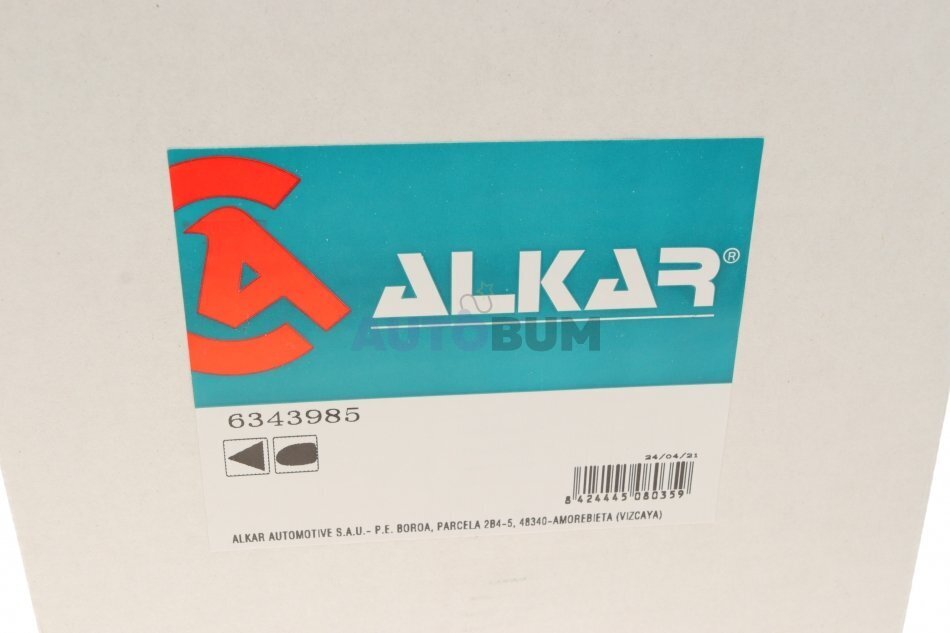 ALKAR®
AUTOBUM
6343985
24/04/21
8 424445 080359
ALKAR AUTOMOTIVE S.A.U.- P.E. BOROA, PARCELA 2B4-5, 48340-AMOREBIETA (VIZCAYA)